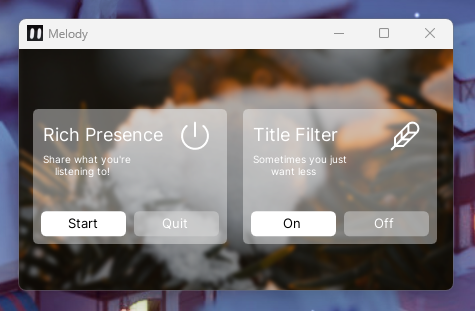 Melody
Rich Presence
Share what you're
listening to!
Start
Quit
Title Filter
Sometimes you just
want less
On
Off